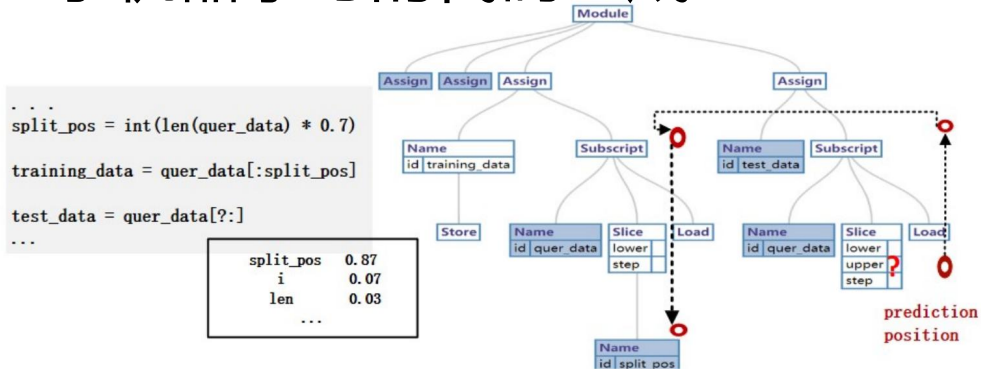 Module
Assign Assign Assign Assign
. . .
split_pos = int(len(quer_data) * 0.7)
training_data = quer_data[:split_pos]
test_data = quer_data[?:]
...
split_pos 0.87
i 0.07
len 0.03
...
Name
id training_data
Subscript
Name
id test_data
Subscript
Store
Name
id quer_data
Slice
lower
step
Load
Name
id split_pos
Name
id quer_data
Slice
lower
upper ?
step
Load
prediction
position